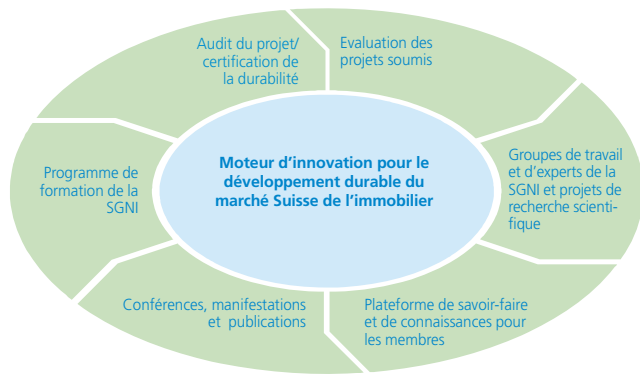 Audit du projet/
certification de
la durabilité
Evaluation des
projets soumis
Programme de
formation de la
SGNI
Moteur d’innovation pour le
développement durable du
marché Suisse de l’immobilier
Groupes de travail
et d’experts de la
SGNI et projets de
recherche scienti-
fique
Conférences, manifestations
et publications
Plateforme de savoir-faire
et de connaissances pour
les membres